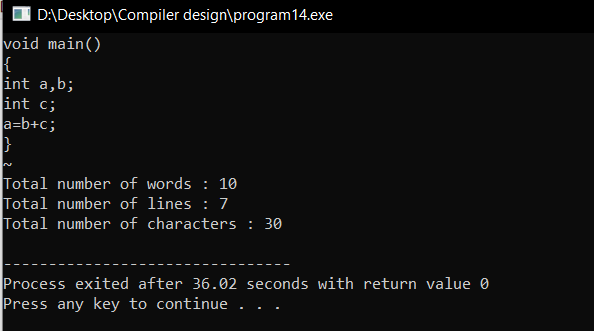 D:\Desktop\Compiler design\program14.exe
void main()
{
int a,b;
int c;
a=b+c;
}
~
Total number of words : 10
Total number of lines : 7
Total number of characters : 30
--------------------------------
Process exited after 36.02 seconds with return value 0
Press any key to continue . . .